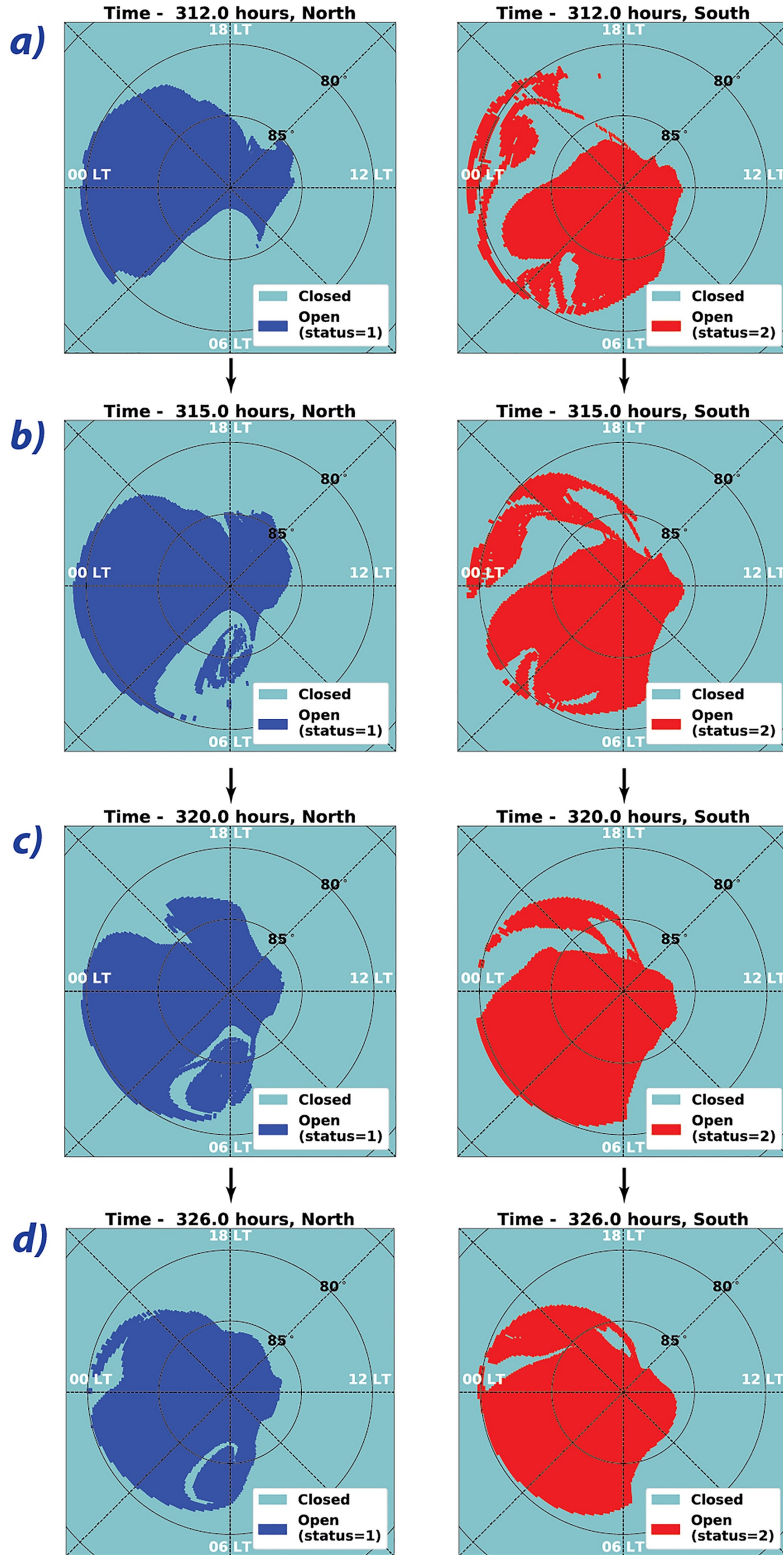 a)
Time - 312.0 hours, North
18 LT
80°
85°
00 LT
12 LT
Closed
Open
(status=1)
06 LT
Time - 312.0 hours, South
18 LT
80°
85°
00 LT
12 LT
Closed
Open
(status=2)
06 LT
b)
Time - 315.0 hours, North
18 LT
80°
85°
00 LT
12 LT
Closed
Open
(status=1)
06 LT
Time - 315.0 hours, South
18 LT
80°
85°
00 LT
12 LT
Closed
Open
(status=2)
06 LT
c)
Time - 320.0 hours, North
18 LT
80°
85°
00 LT
12 LT
Closed
Open
(status=1)
06 LT
Time - 320.0 hours, South
18 LT
80°
85°
00 LT
12 LT
Closed
Open
(status=2)
06 LT
d)
Time - 326.0 hours, North
18 LT
80°
85°
00 LT
12 LT
Closed
Open
(status=1)
06 LT
Time - 326.0 hours, South
18 LT
80°
85°
00 LT
12 LT
Closed
Open
(status=2)
06 LT